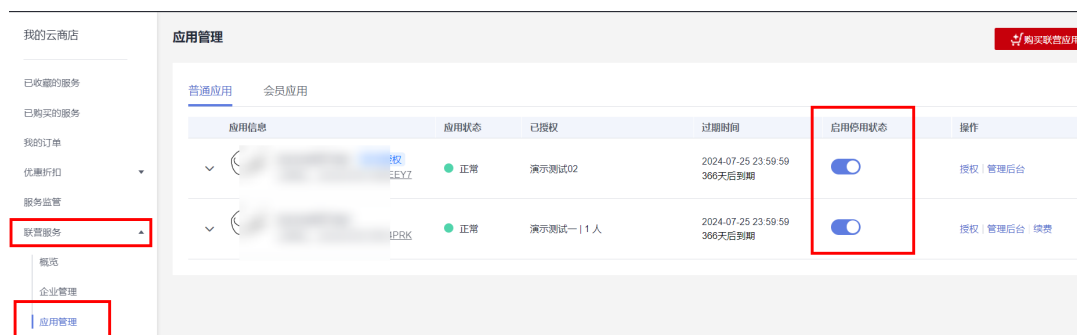 我的云商店
应用管理
购买联营应用
已收藏的服务
普通应用
会员应用
已购买的服务
应用信息
应用状态
已授权
过期时间
启用停用状态
操作
我的订单
优惠折扣
权
EEY7
正常
演示测试02
2024-07-25 23:59:59
366天后到期
授权 | 管理后台
服务监管
联营服务
PRK
正常
演示测试一 | 1 人
2024-07-25 23:59:59
366天后到期
授权 | 管理后台 | 续费
概览
企业管理
应用管理